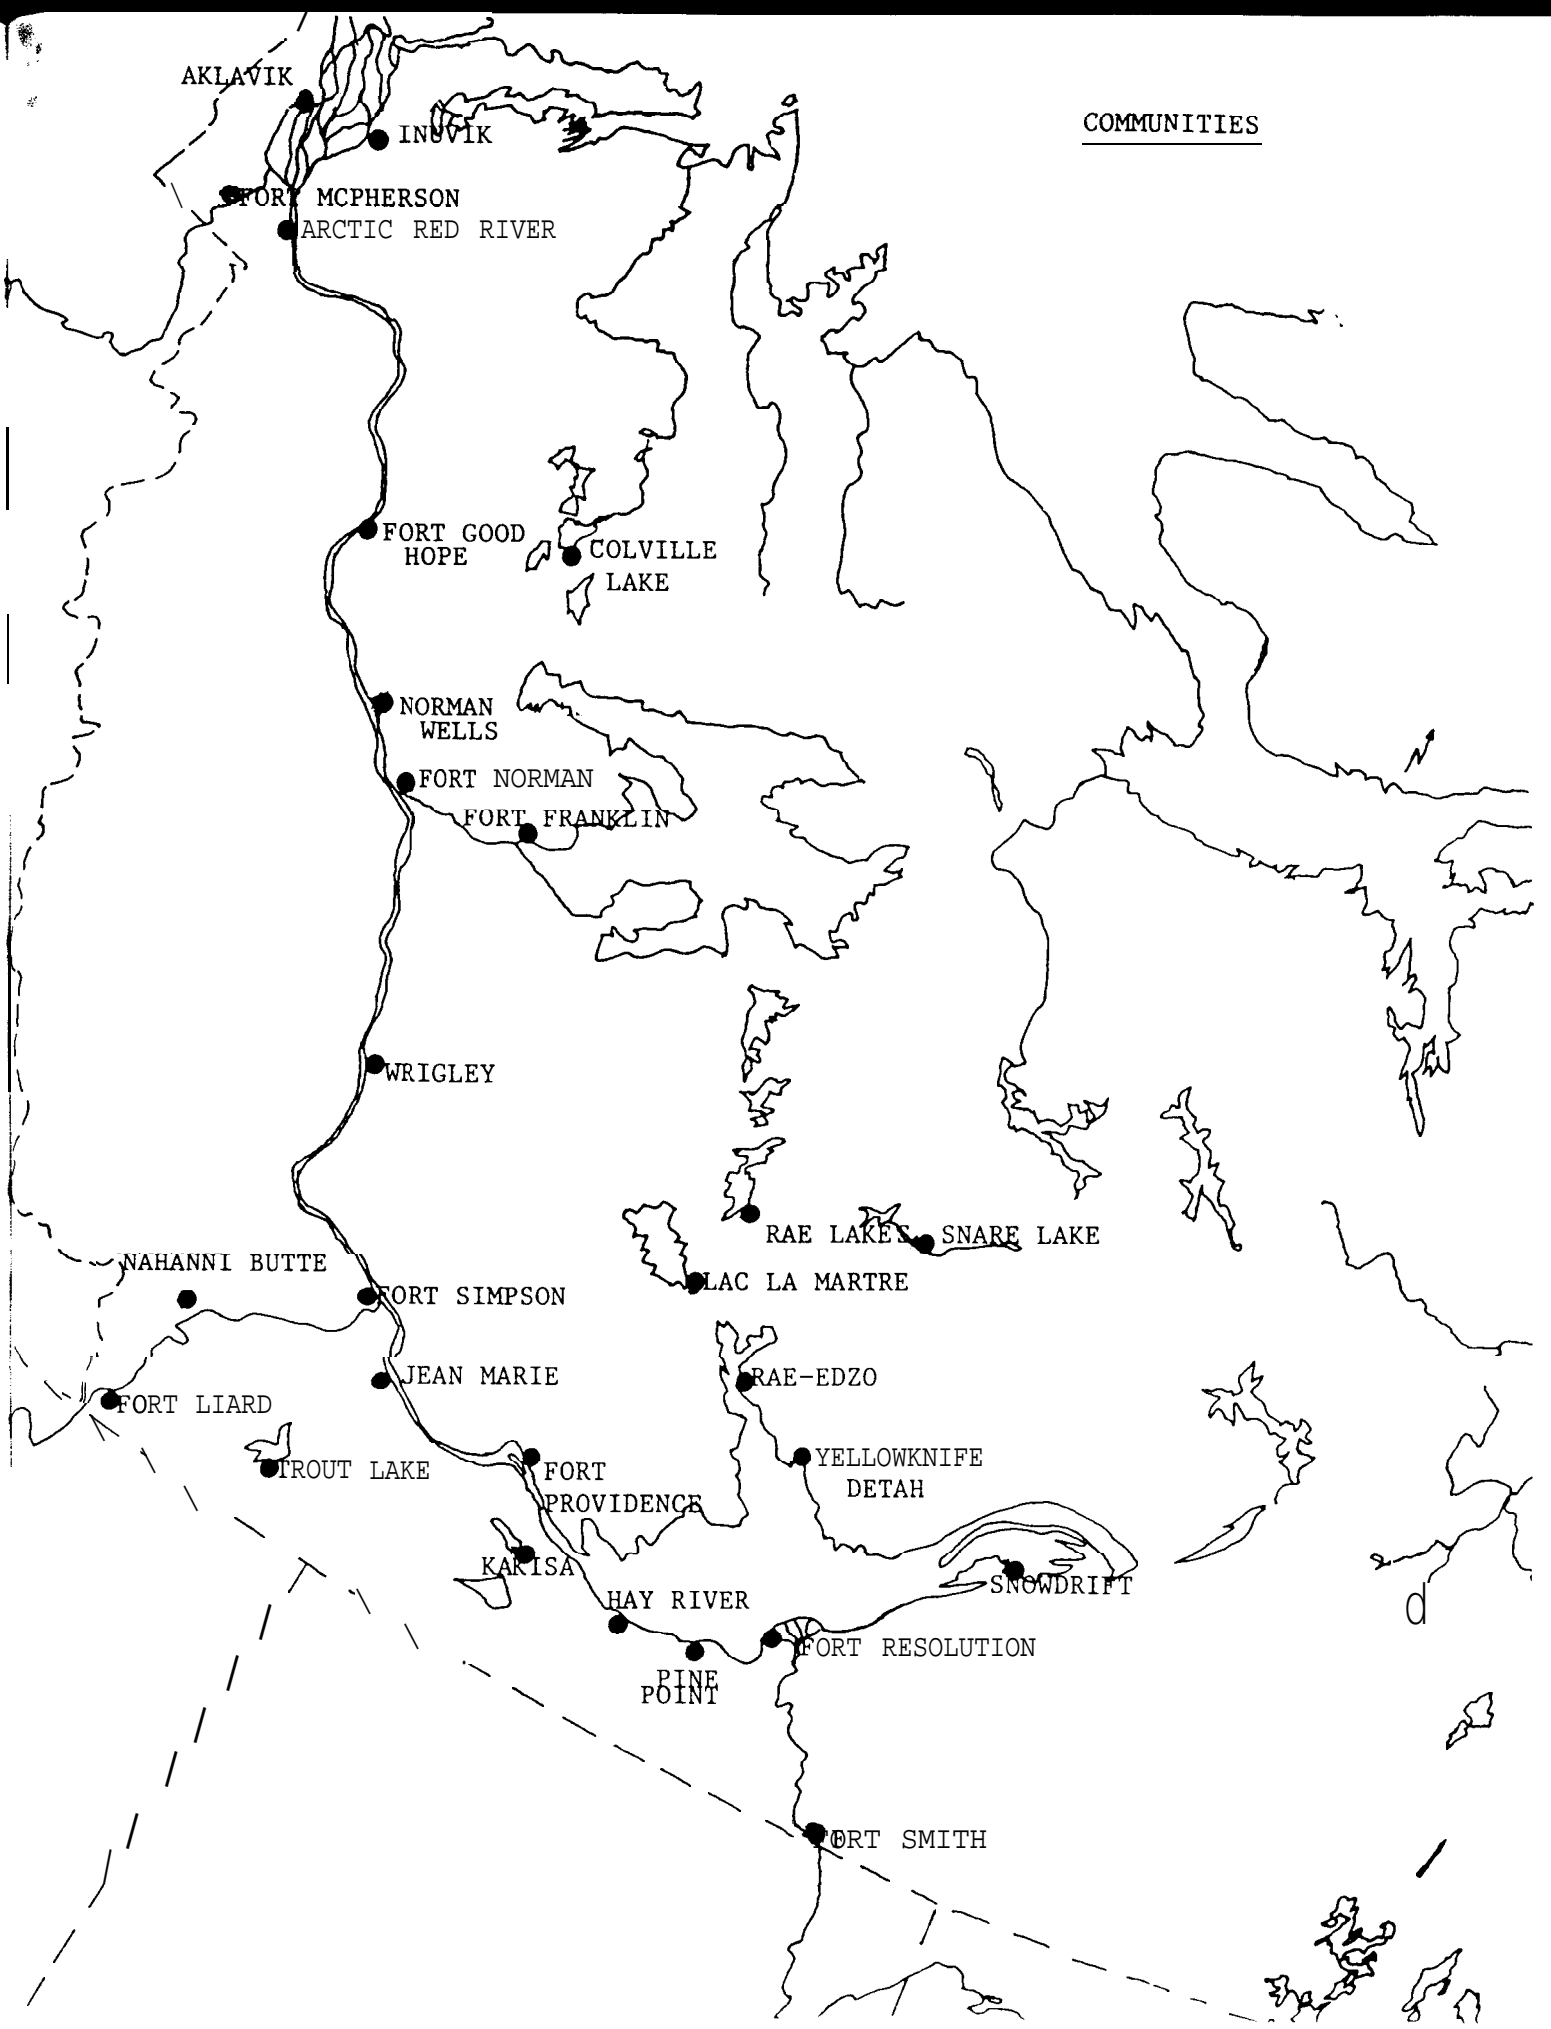 COMMUNITIES
AKLAVIK
INUVIK
FORT MCPHERSON
ARCTIC RED RIVER
FORT GOOD
HOPE
COLVILLE
LAKE
NORMAN
WELLS
FORT NORMAN
FORT FRANKLIN
WRIGLEY
RAE LAKES
SNARE LAKE
NAHANNI BUTTE
LAC LA MARTRE
FORT SIMPSON
JEAN MARIE
RAE-EDZO
FORT LIARD
TROUT LAKE
FORT
PROVIDENCE
YELLOWKNIFE
DETAH
KAKISA
SNOWDRIFT
HAY RIVER
d
FORT RESOLUTION
PINE
POINT
FORT SMITH